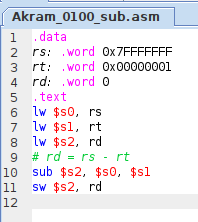 Akram_0100_sub.asm
1 .data
2 rs: .word 0x7FFFFFFF
3 rt: .word 0x00000001
4 rd: .word 0
5 .text
6 lw $s0, rs
7 lw $s1, rt
8 lw $s2, rd
9 # rd = rs - rt
10 sub $s2, $s0, $s1
11 sw $s2, rd
12